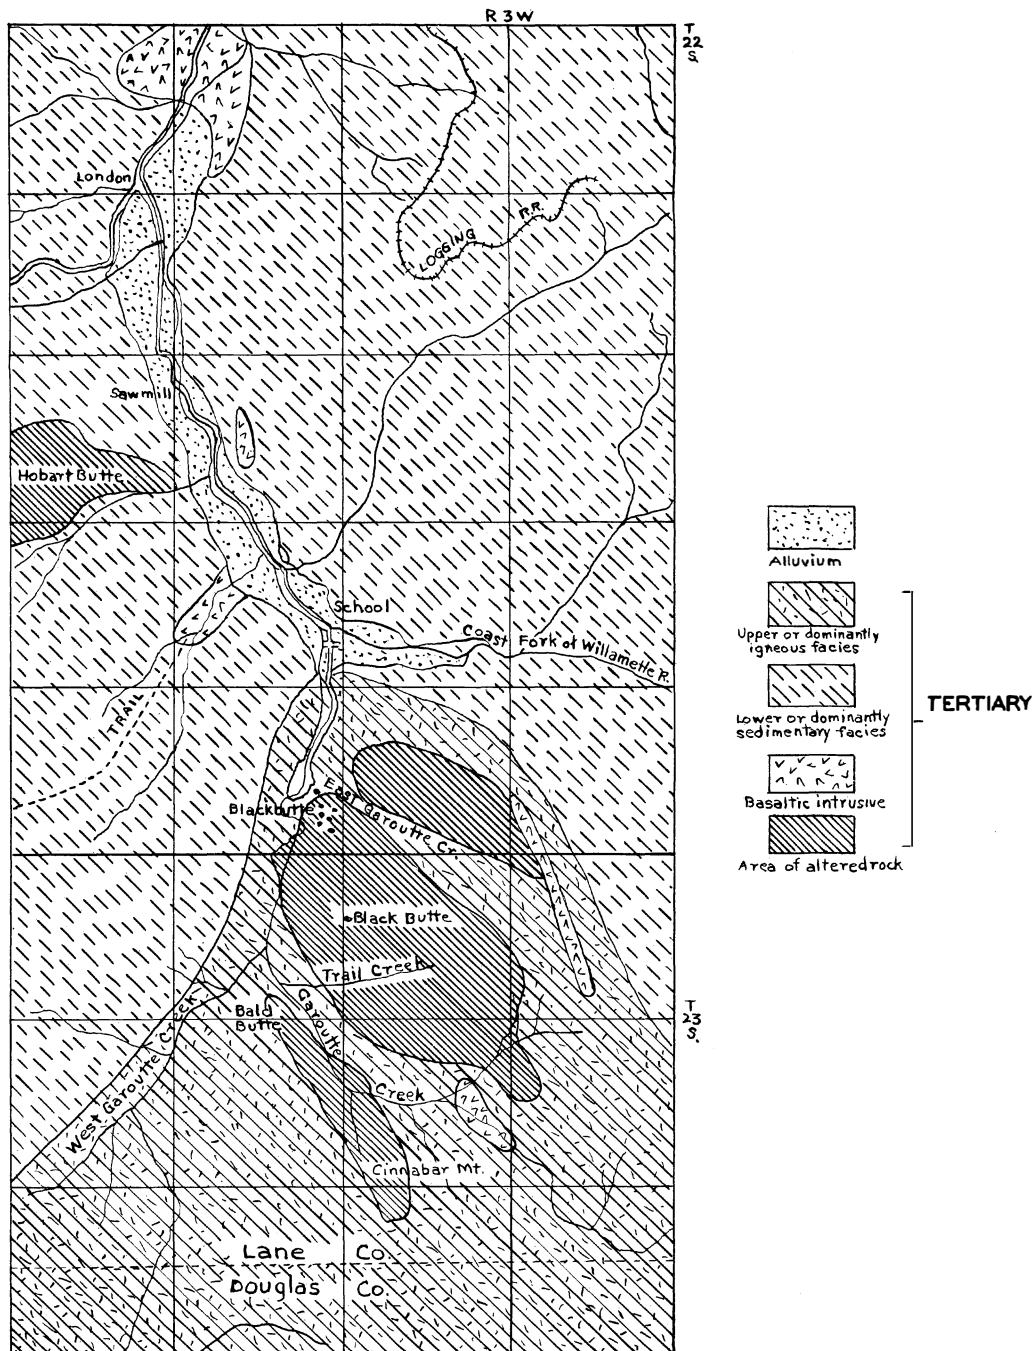 R 3 W
T
22
S.
London
LOGGING R.R.
Sawmill
Hobart Butte
School
Coast Fork of Willamette R.
TRAIL
Blackbutte
East Garoutte Cr.
Black Butte
Trail Creek
T
23
S.
Bald
Butte
Garoutte
Creek
West Garoutte Creek
Cinnabar Mt.
Lane Co.
Douglas Co.
Alluvium
Upper or dominantly
igneous facies
Lower or dominantly
sedimentary facies
Basaltic intrusive
Area of altered rock
TERTIARY